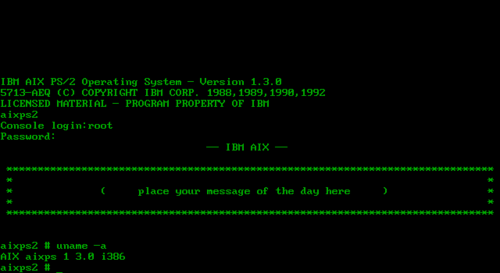 IBM AIX PS/2 Operating System - Version 1.3.0
5713-AEQ (C) COPYRIGHT IBM CORP. 1988,1989,1990,1992
LICENSED MATERIAL - PROGRAM PROPERTY OF IBM
aixps2
Console login:root
Password:
—— IBM AIX ——
*******************************************************************************
* *
* ( place your message of the day here ) *
* *
*******************************************************************************
aixps2 # uname -a
AIX aixps 1 3.0 i386
aixps2 # _